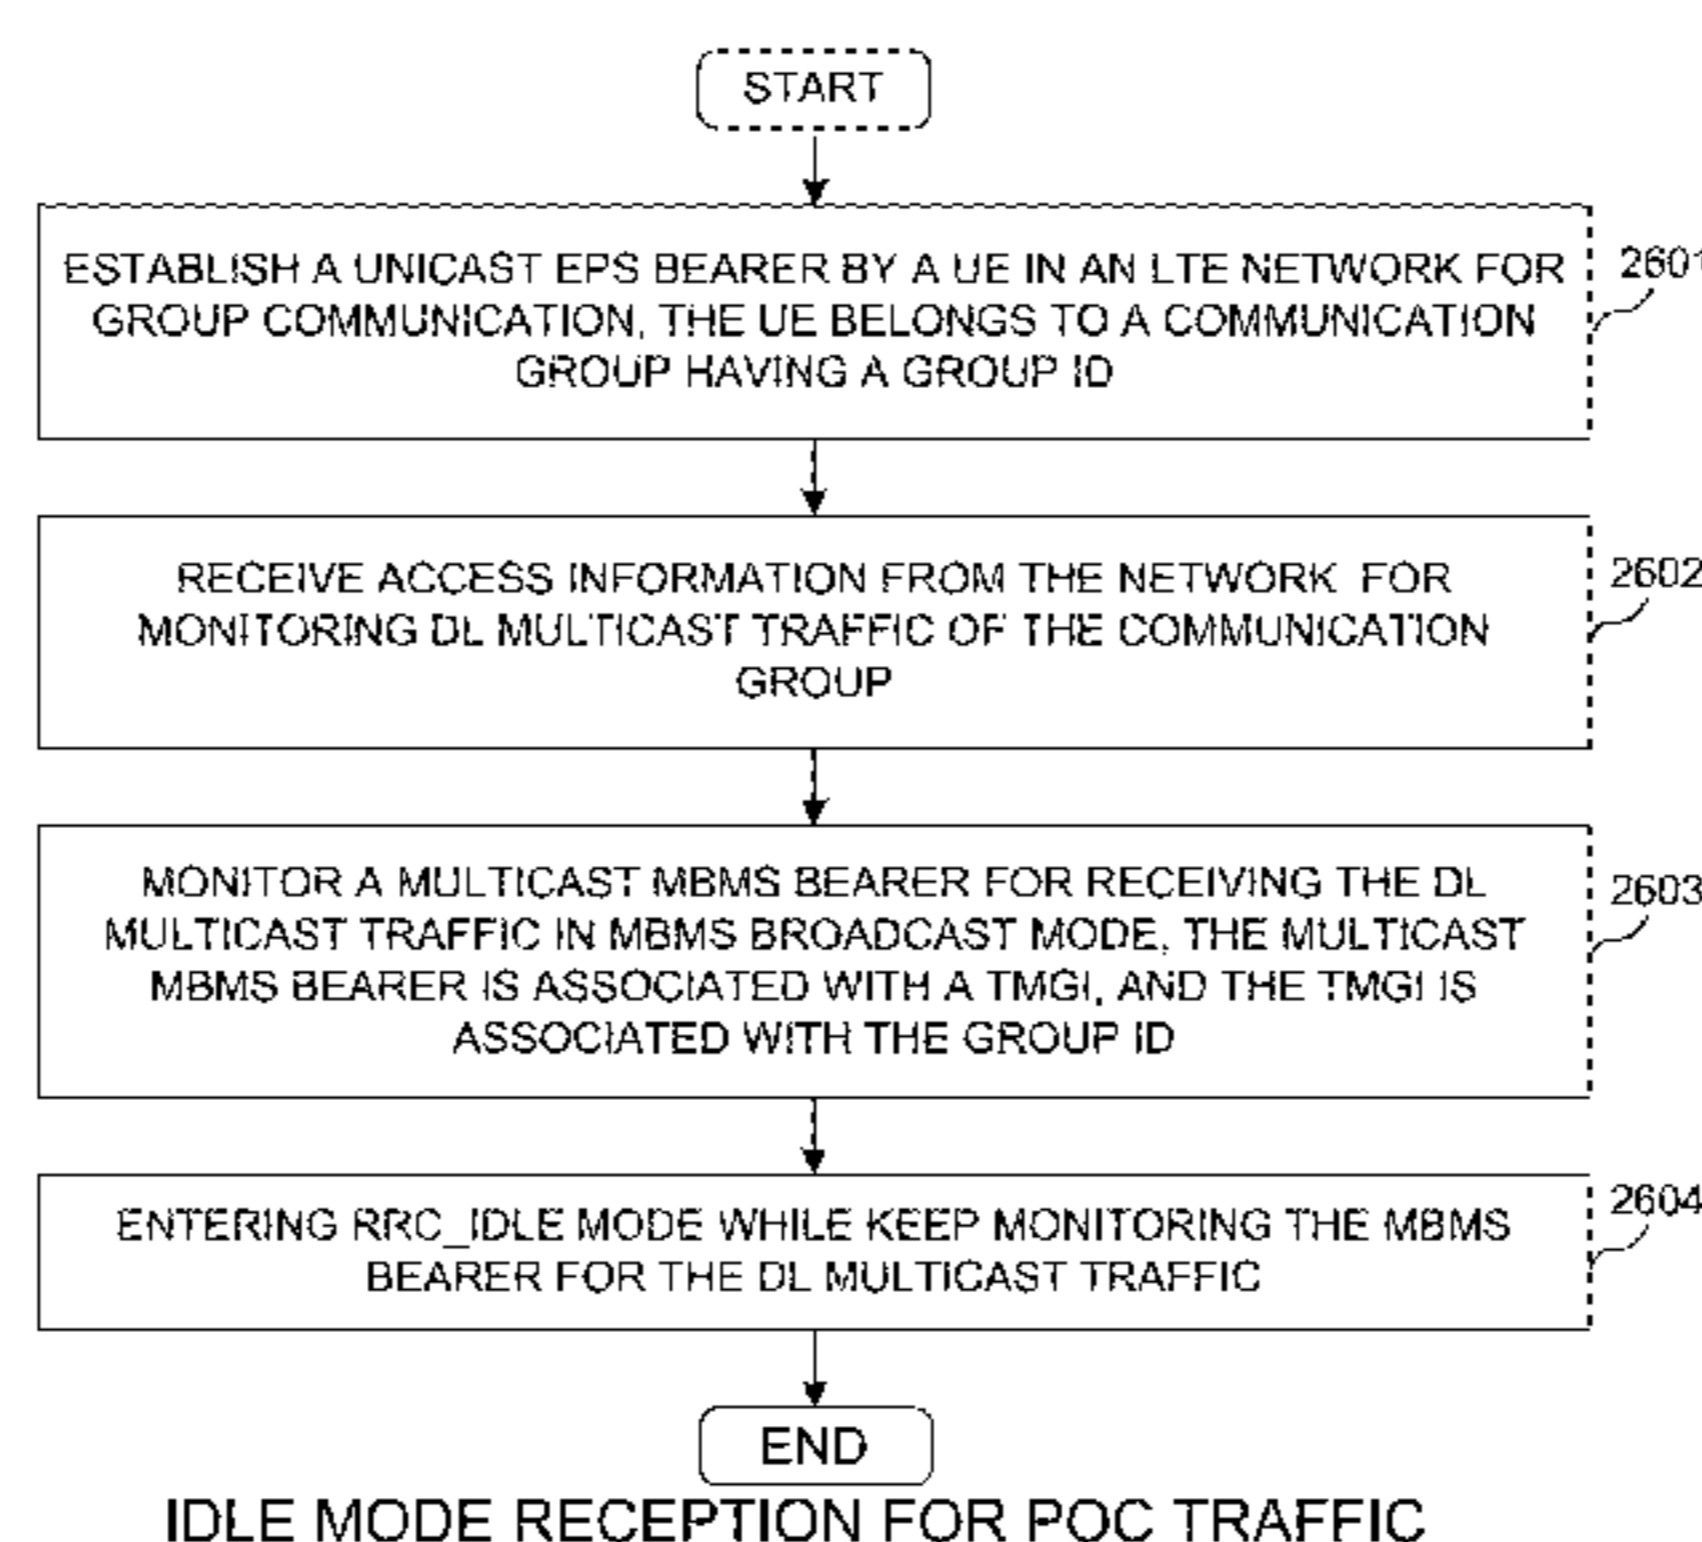 START
ESTABLISH A UNICAST EPS BEARER BY A UE IN AN LTE NETWORK FOR
GROUP COMMUNICATION, THE UE BELONGS TO A COMMUNICATION
GROUP HAVING A GROUP ID
2601
RECEIVE ACCESS INFORMATION FROM THE NETWORK FOR
MONITORING DL MULTICAST TRAFFIC OF THE COMMUNICATION
GROUP
2602
MONITOR A MULTICAST MBMS BEARER FOR RECEIVING THE DL
MULTICAST TRAFFIC IN MBMS BROADCAST MODE, THE MULTICAST
MBMS BEARER IS ASSOCIATED WITH A TMGI, AND THE TMGI IS
ASSOCIATED WITH THE GROUP ID
2603
ENTERING RRC_IDLE MODE WHILE KEEP MONITORING THE MBMS
BEARER FOR THE DL MULTICAST TRAFFIC
2604
END
IDLE MODE RECEPTION FOR POC TRAFFIC